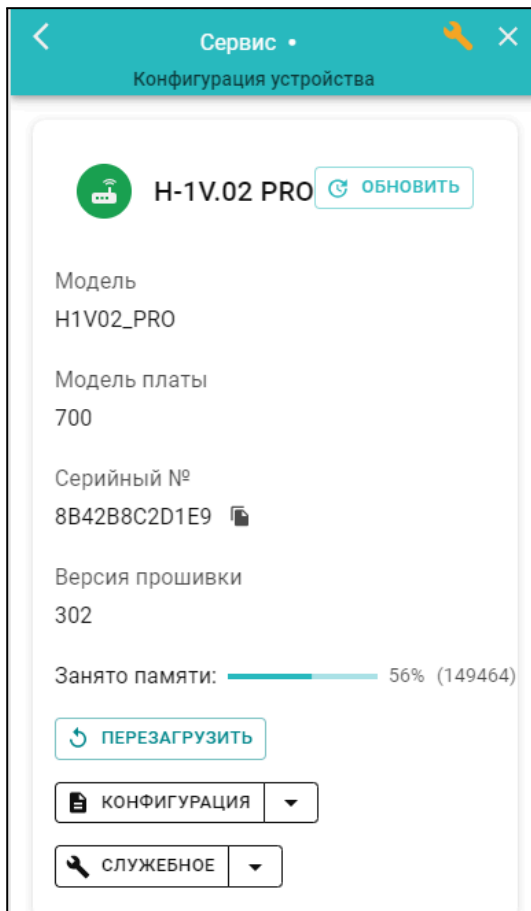 Сервис •
Конфигурация устройства
H-1V.02 PRO
ОБНОВИТЬ
Модель
H1V02_PRO
Модель платы
700
Серийный №
8B42B8C2D1E9
Версия прошивки
302
Занято памяти: 56% (149464)
ПЕРЕЗАГРУЗИТЬ
КОНФИГУРАЦИЯ
СЛУЖЕБНОЕ